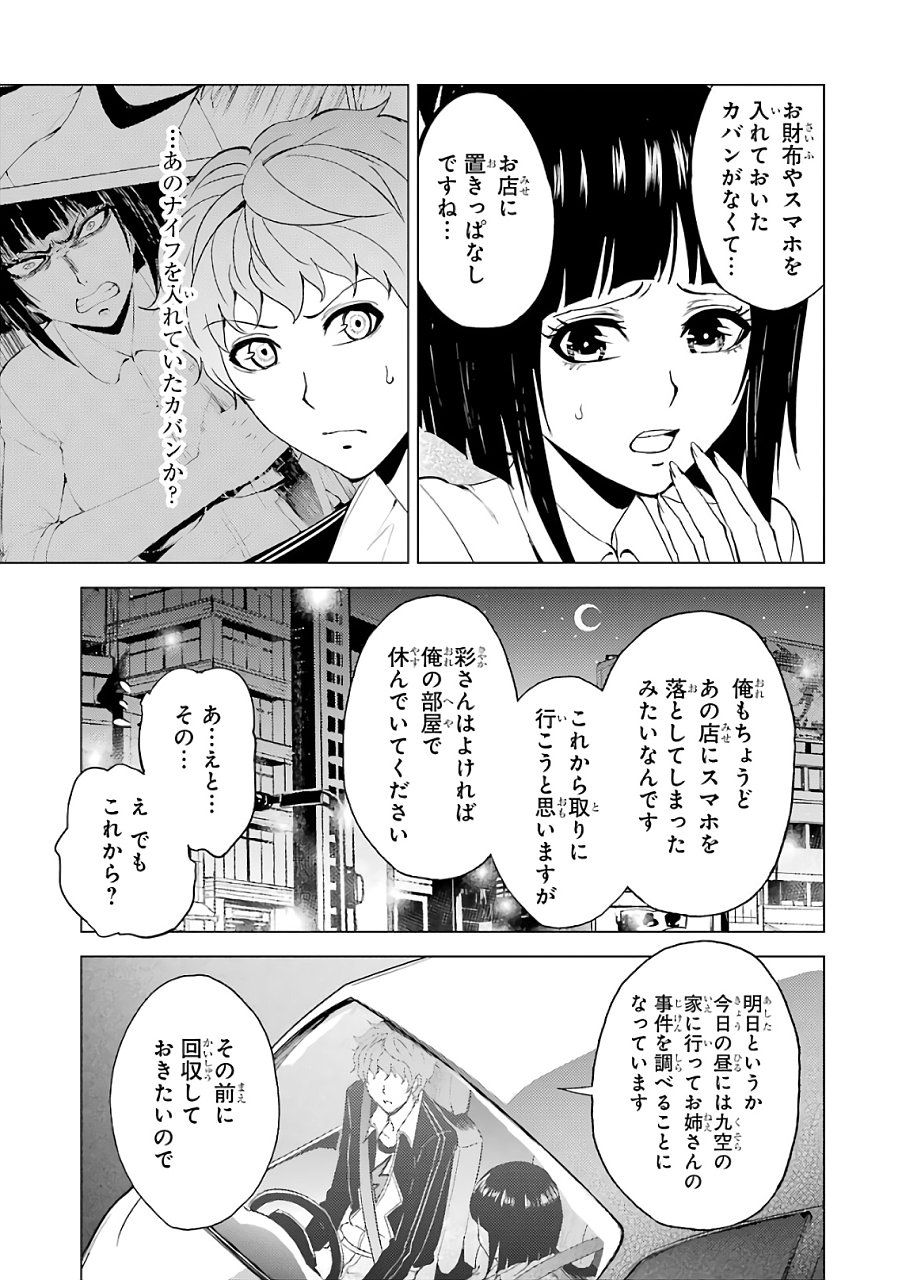 お財布やスマホを
入れておいた
カバンがなくて…
お店に
置きっぱなし
ですね…
…あのナイフを入れていたカバンか？
俺もちょうど
あの店にスマホを
落としてしまった
みたいなんです
これから取りに
行こうと思いますが
彩さんはよければ
俺の部屋で
休んでいてください
あ…えと…
その…
え でも
これから？
明日というか
今日の昼には九空の
家に行ってお姉さんの
事件を調べることに
なっています
その前に
回収して
おきたいので